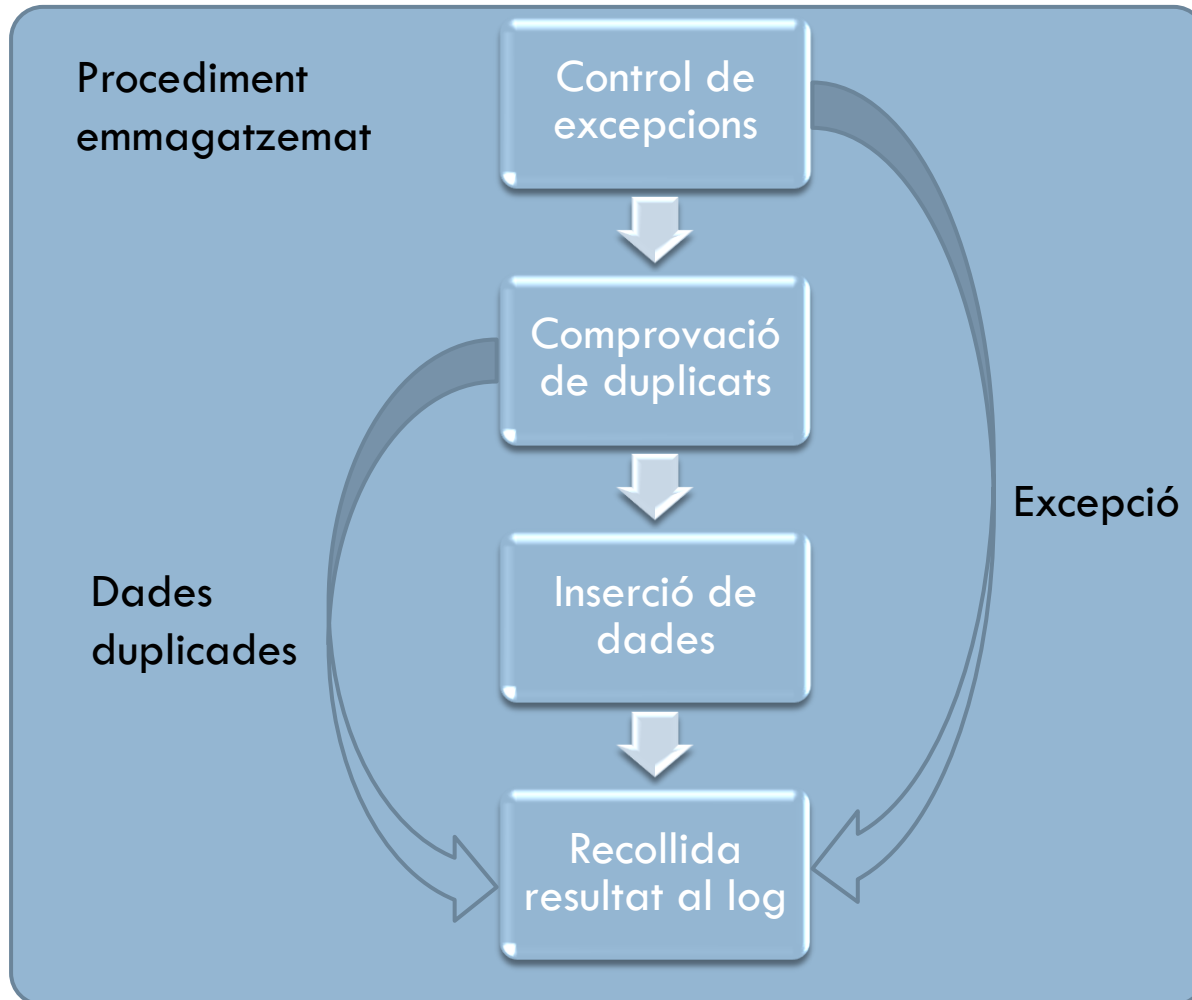 Procediment
emmagatzemat
Control de
excepcions
Comprovació
de duplicats
Excepció
Dades
duplicades
Inserció de
dades
Recollida
resultat al log